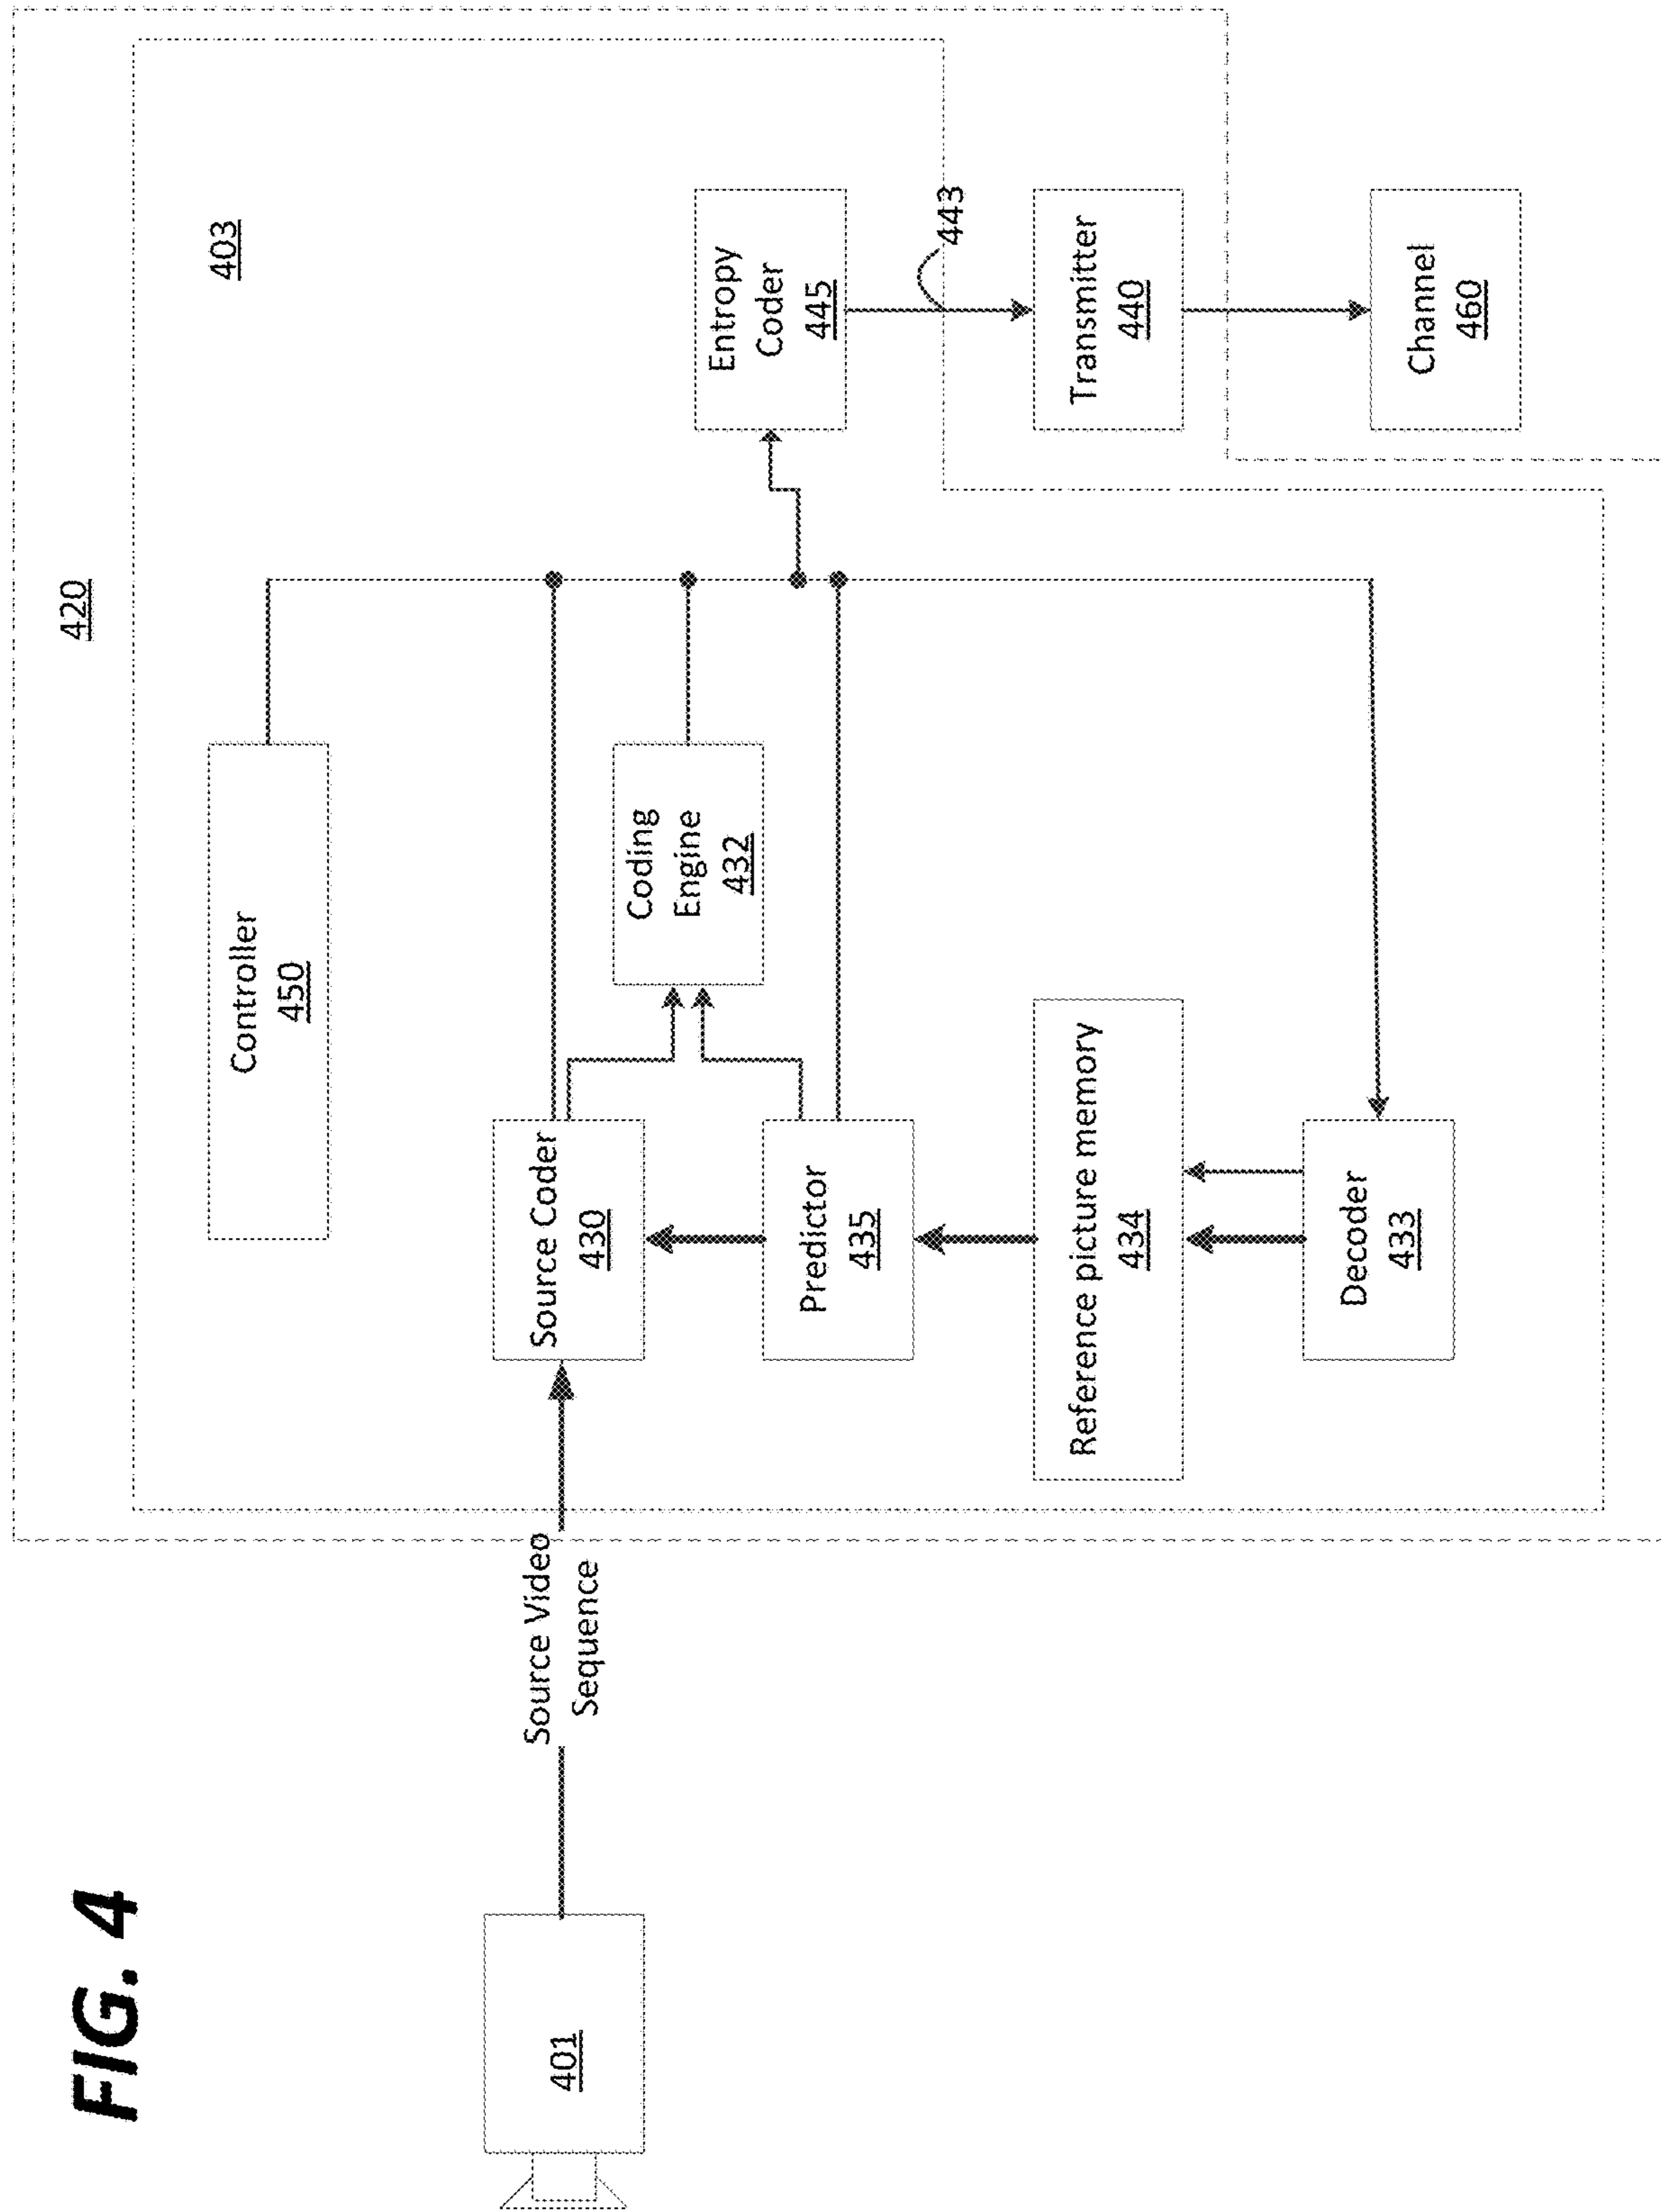 FIG. 4
420
403
Controller
450
401
Source Video
Sequence
Source Coder
430
Coding
Engine
432
Entropy
Coder
445
Predictor
435
443
Reference picture memory
434
Transmitter
440
Decoder
433
Channel
460